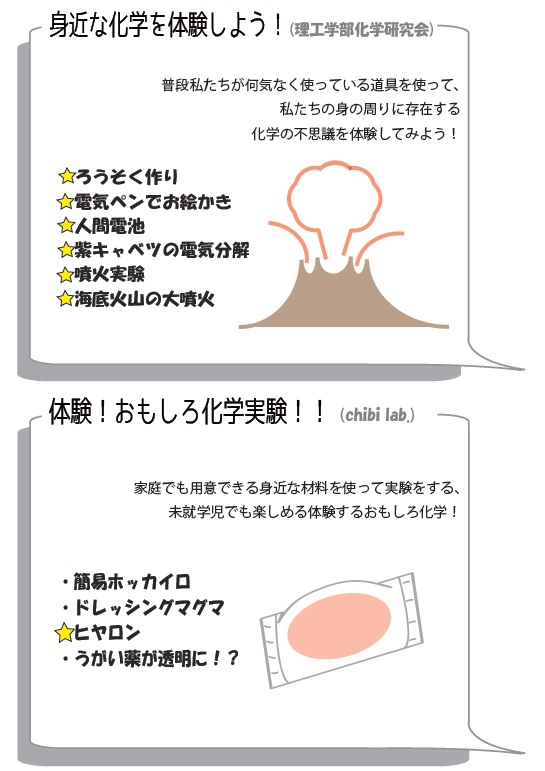 身近な化学を体験しよう！(理工学部化学研究会)
普段私たちが何気なく使っている道具を使って、
私たちの身の周りに存在する
化学の不思議を体験してみよう！
ろうそく作り
電気ペンでお絵かき
人間電池
紫キャベツの電気分解
噴火実験
海底火山の大噴火
体験！おもしろ化学実験！！（chibi lab.）
家庭でも用意できる身近な材料を使って実験をする、
未就学児でも楽しめる体験するおもしろ化学！
・簡易ホッカイロ
・ドレッシングマグマ
ヒヤロン
・うがい薬が透明に！？